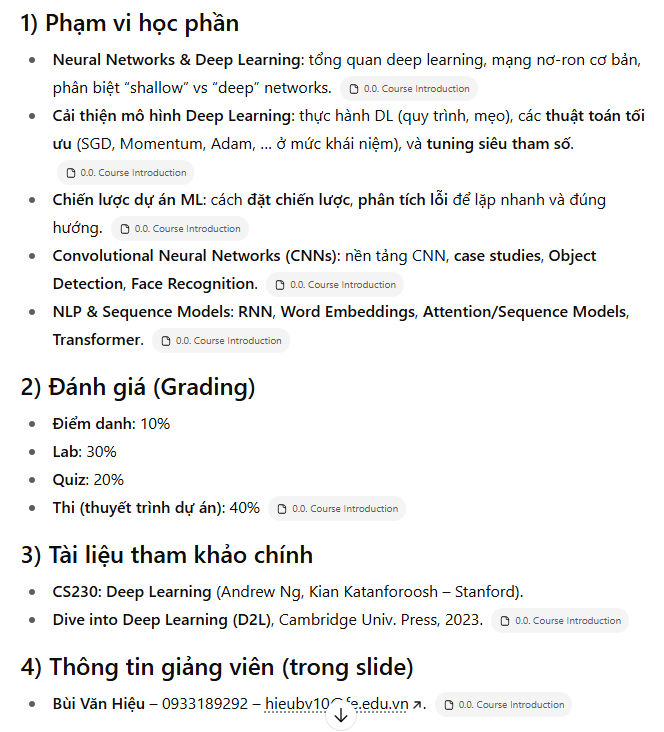 1) Phạm vi học phần
Neural Networks & Deep Learning: tổng quan deep learning, mạng nơ-ron cơ bản,
phân biệt “shallow” vs “deep” networks. 0.0. Course Introduction
Cải thiện mô hình Deep Learning: thực hành DL (quy trình, mẹo), các thuật toán tối
ưu (SGD, Momentum, Adam, … ở mức khái niệm), và tuning siêu tham số.
0.0. Course Introduction
Chiến lược dự án ML: cách đặt chiến lược, phân tích lỗi để lặp nhanh và đúng
hướng. 0.0. Course Introduction
Convolutional Neural Networks (CNNs): nền tảng CNN, case studies, Object
Detection, Face Recognition. 0.0. Course Introduction
NLP & Sequence Models: RNN, Word Embeddings, Attention/Sequence Models,
Transformer. 0.0. Course Introduction
2) Đánh giá (Grading)
Điểm danh: 10%
Lab: 30%
Quiz: 20%
Thi (thuyết trình dự án): 40% 0.0. Course Introduction
3) Tài liệu tham khảo chính
CS230: Deep Learning (Andrew Ng, Kian Katanforoosh – Stanford).
Dive into Deep Learning (D2L), Cambridge Univ. Press, 2023. 0.0. Course Introduction
4) Thông tin giảng viên (trong slide)
Bùi Văn Hiệu – 0933189292 – hieubv10@fe.edu.vn ↗. 0.0. Course Introduction